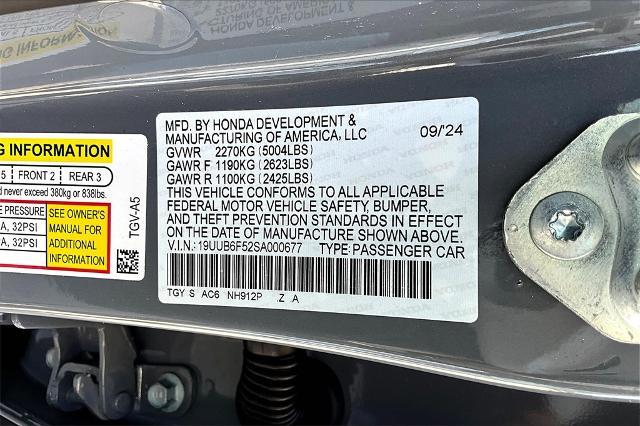 MFD. BY HONDA DEVELOPMENT &
MANUFACTURING OF AMERICA, LLC 09/24
GVWR 2270KG (5004LBS)
GAWR F 1190KG (2623LBS)
GAWR R 1100KG (2425LBS)
THIS VEHICLE CONFORMS TO ALL APPLICABLE
FEDERAL MOTOR VEHICLE SAFETY, BUMPER,
AND THEFT PREVENTION STANDARDS IN EFFECT
ON THE DATE OF MANUFACTURE SHOWN ABOVE.
V.I.N.: 19UUB6F52SA000677 TYPE:PASSENGER CAR
TGY S AC6 NH912P Z A
NG INFORMATION
5 FRONT 2 REAR 3
never exceed 380kg or 838lbs.
PRESSURE
A, 32PSI
A, 32PSI
SEE OWNER'S
MANUAL FOR
ADDITIONAL
INFORMATION
TGV-A5